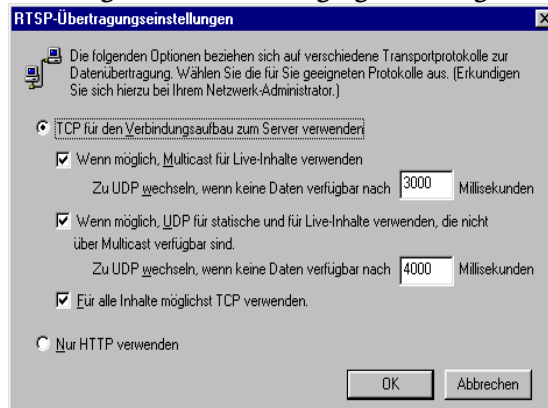 RTSP-Übertragungseinstellungen
Die folgenden Optionen beziehen sich auf verschiedene Transportprotokolle zur
Datenübertragung. Wählen Sie die für Sie geeigneten Protokolle aus. (Erkundigen
Sie sich hierzu bei Ihrem Netzwerk-Administrator.)
TCP für den Verbindungsaufbau zum Server verwenden
Wenn möglich, Multicast für Live-Inhalte verwenden
Zu UDP wechseln, wenn keine Daten verfügbar nach 3000 Millisekunden
Wenn möglich, UDP für statische und für Live-Inhalte verwenden, die nicht
über Multicast verfügbar sind.
Zu UDP wechseln, wenn keine Daten verfügbar nach 4000 Millisekunden
Für alle Inhalte möglichst TCP verwenden.
Nur HTTP verwenden
OK Abbrechen